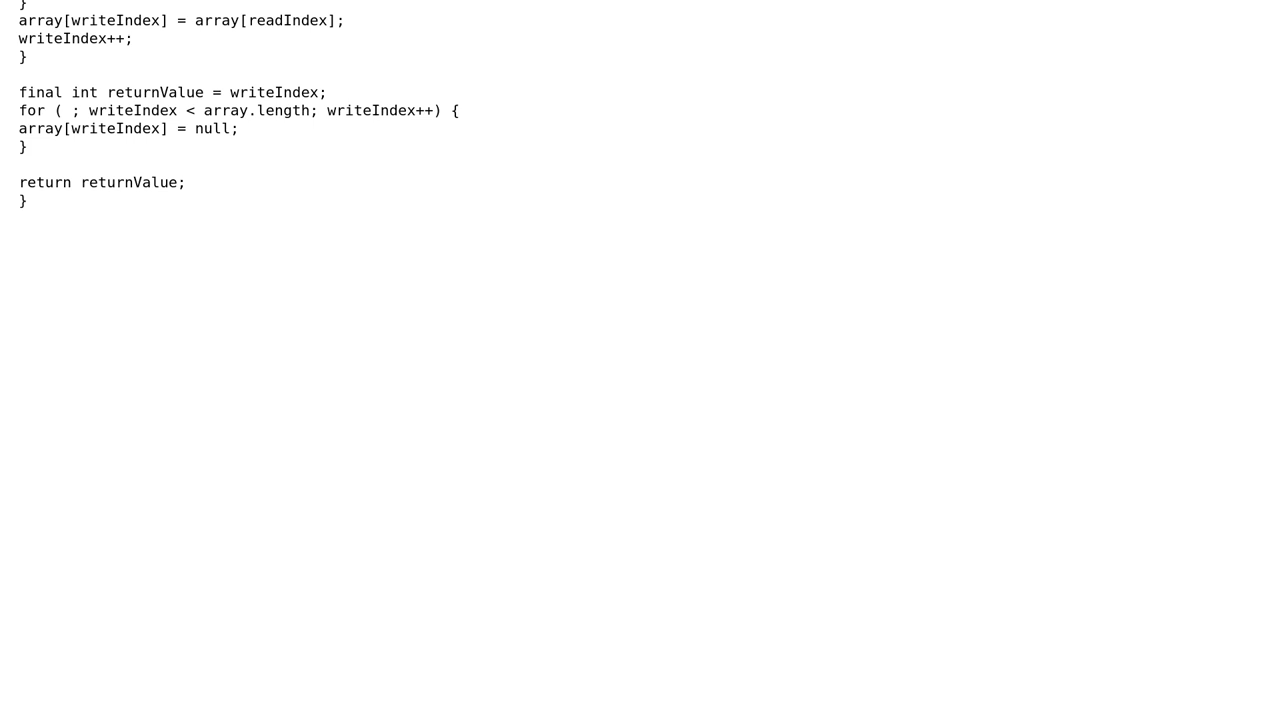 }
array[writeIndex] = array[readIndex];
writeIndex++;
}

final int returnValue = writeIndex;
for ( ; writeIndex < array.length; writeIndex++) {
array[writeIndex] = null;
}

return returnValue;
}